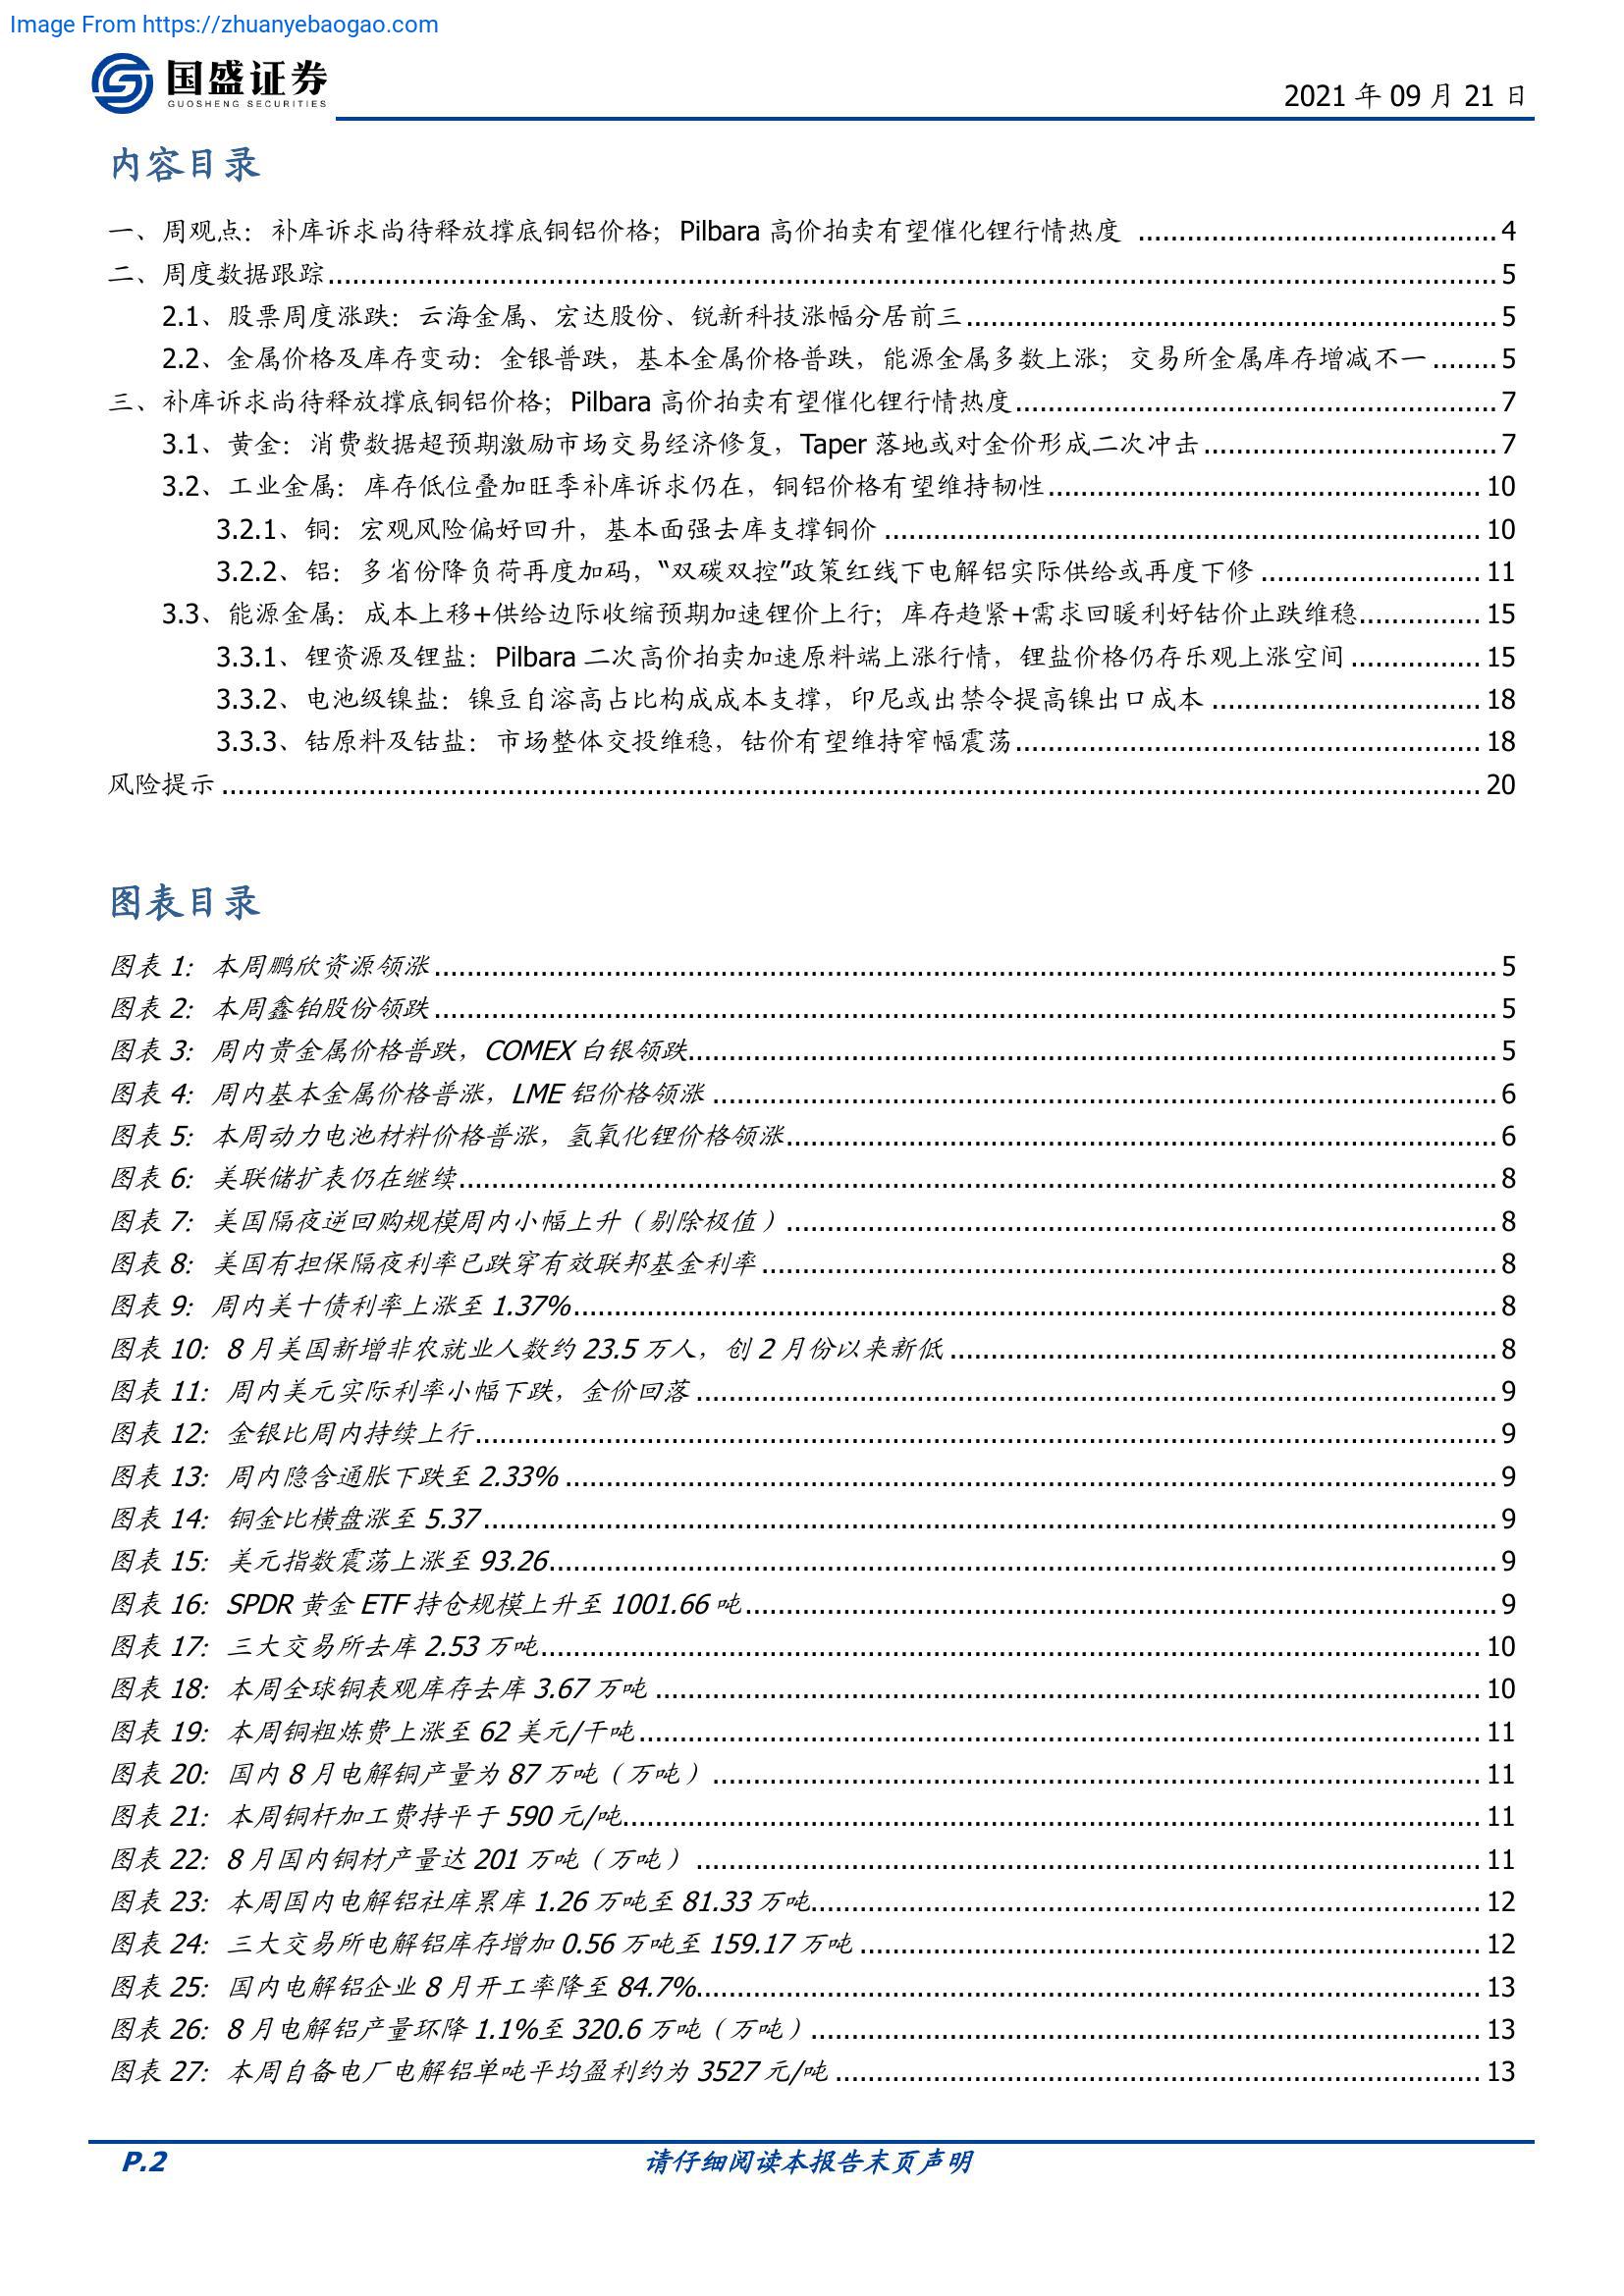 Image From https://zhuanyebaogao.com
国盛证券
GUOSHENG SECURITIES
2021 年 09 月 21 日
内容目录
一、周观点：补库诉求尚待释放撑底铜铝价格；Pilbara 高价拍卖有望催化锂行情热度 ............ 4
二、周度数据跟踪 ............ 5
2.1、股票周度涨跌：云海金属、宏达股份、锐新科技涨幅分居前三 ............ 5
2.2、金属价格及库存变动：金银普跌，基本金属价格普跌，能源金属多数上涨；交易所金属库存增减不一 ........ 5
三、补库诉求尚待释放撑底铜铝价格；Pilbara 高价拍卖有望催化锂行情热度 ............ 7
3.1、黄金：消费数据超预期激励市场交易经济修复，Taper 落地或对金价形成二次冲击 ............ 7
3.2、工业金属：库存低位叠加旺季补库诉求仍在，铜铝价格有望维持韧性 ............ 10
3.2.1、铜：宏观风险偏好回升，基本面强去库支撑铜价 ............ 10
3.2.2、铝：多省份降负荷再度加码，“双碳双控”政策红线下电解铝实际供给或再度下修 ............ 11
3.3、能源金属：成本上移+供给边际收缩预期加速锂价上行；库存趋紧+需求回暖利好钴价止跌维稳 ............ 15
3.3.1、锂资源及锂盐：Pilbara 二次高价拍卖加速原料端上涨行情，锂盐价格仍存乐观上涨空间 ............ 15
3.3.2、电池级镍盐：镍豆自溶高占比构成成本支撑，印尼或出禁令提高镍出口成本 ............ 18
3.3.3、钴原料及钴盐：市场整体交投维稳，钴价有望维持窄幅震荡 ............ 18
风险提示 ............ 20
图表目录
图表 1：本周鹏欣资源领涨 ............ 5
图表 2：本周鑫铂股份领跌 ............ 5
图表 3：周内贵金属价格普跌，COMEX 白银领跌 ............ 5
图表 4：周内基本金属价格普涨，LME 铝价格领涨 ............ 6
图表 5：本周动力电池材料价格普涨，氢氧化锂价格领涨 ............ 6
图表 6：美联储扩表仍在继续 ............ 8
图表 7：美国隔夜逆回购规模周内小幅上升（剔除极值） ............ 8
图表 8：美国有担保隔夜利率已跌穿有效联邦基金利率 ............ 8
图表 9：周内美十债利率上涨至 1.37% ............ 8
图表 10：8 月美国新增非农就业人数约 23.5 万人，创 2 月份以来新低 ............ 8
图表 11：周内美元实际利率小幅下跌，金价回落 ............ 9
图表 12：金银比周内持续上行 ............ 9
图表 13：周内隐含通胀下跌至 2.33% ............ 9
图表 14：铜金比横盘涨至 5.37 ............ 9
图表 15：美元指数震荡上涨至 93.26 ............ 9
图表 16：SPDR 黄金 ETF 持仓规模上升至 1001.66 吨 ............ 9
图表 17：三大交易所去库 2.53 万吨 ............ 10
图表 18：本周全球铜表观库存去库 3.67 万吨 ............ 10
图表 19：本周铜粗炼费上涨至 62 美元/干吨 ............ 11
图表 20：国内 8 月电解铜产量为 87 万吨（万吨） ............ 11
图表 21：本周铜杆加工费持平于 590 元/吨 ............ 11
图表 22：8 月国内铜材产量达 201 万吨（万吨） ............ 11
图表 23：本周国内电解铝社库累库 1.26 万吨至 81.33 万吨 ............ 12
图表 24：三大交易所电解铝库存增加 0.56 万吨至 159.17 万吨 ............ 12
图表 25：国内电解铝企业 8 月开工率降至 84.7% ............ 13
图表 26：8 月电解铝产量环降 1.1%至 320.6 万吨（万吨） ............ 13
图表 27：本周自备电厂电解铝单吨平均盈利约为 3527 元/吨 ............ 13
P.2
请仔细阅读本报告末页声明